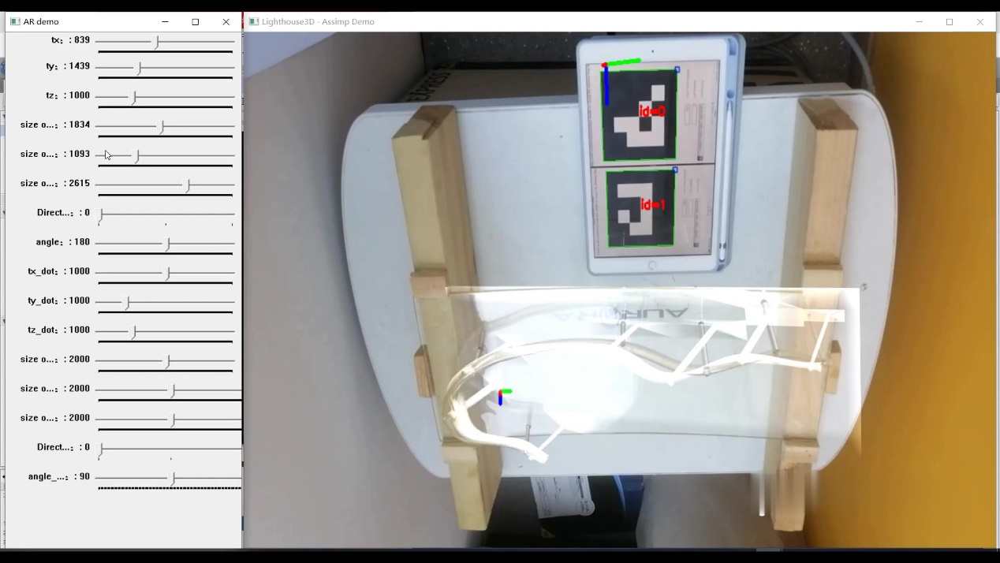 AR demo
tx: : 839
ty: : 1439
tz: : 1000
size o...: : 1834
size o...: : 1093
size o...: : 2615
Direct...: : 0
angle: : 180
tx_dot: : 1000
ty_dot: : 1000
tz_dot: : 1000
size o...: : 2000
size o...: : 2000
size o...: : 2000
Direct...: : 0
angle_...: : 90
Lighthouse3D - Assimp Demo
EXPRESS
id=0
id=1